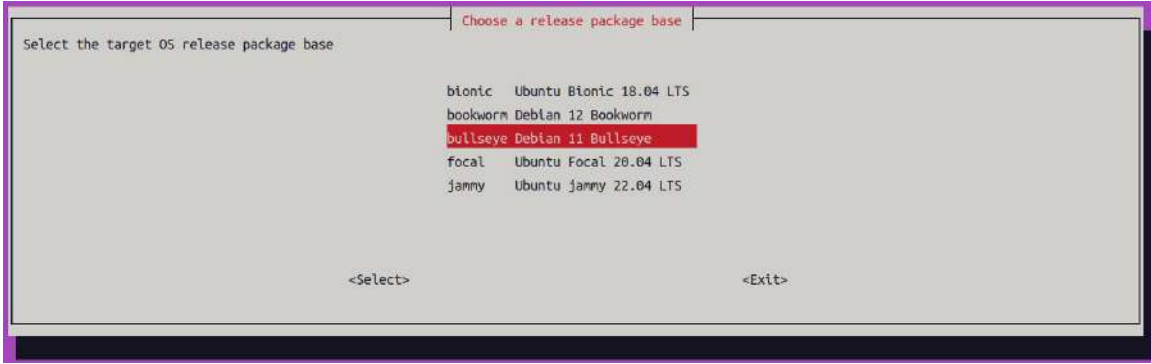 Choose a release package base
Select the target OS release package base
bionic Ubuntu Bionic 18.04 LTS
bookworm Debian 12 Bookworm
bullseye Debian 11 Bullseye
focal Ubuntu Focal 20.04 LTS
jammy Ubuntu jammy 22.04 LTS
<Select> <Exit>